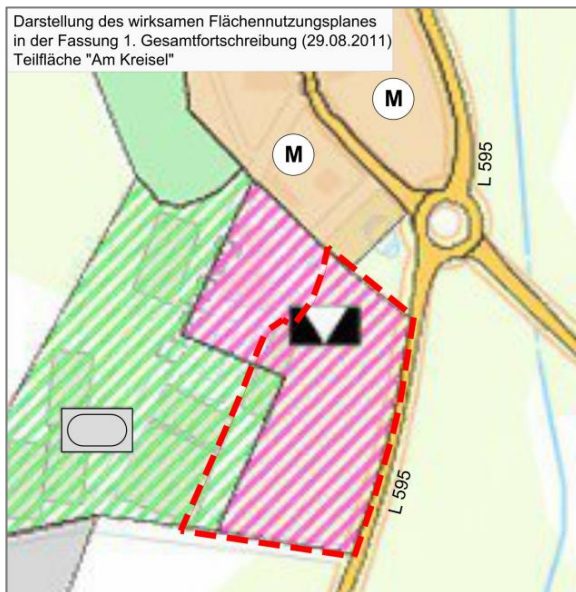 Darstellung des wirksamen Flächennutzungsplanes
in der Fassung 1. Gesamtfortschreibung (29.08.2011)
Teilfläche "Am Kreisel"
M
M
L 595
L 595